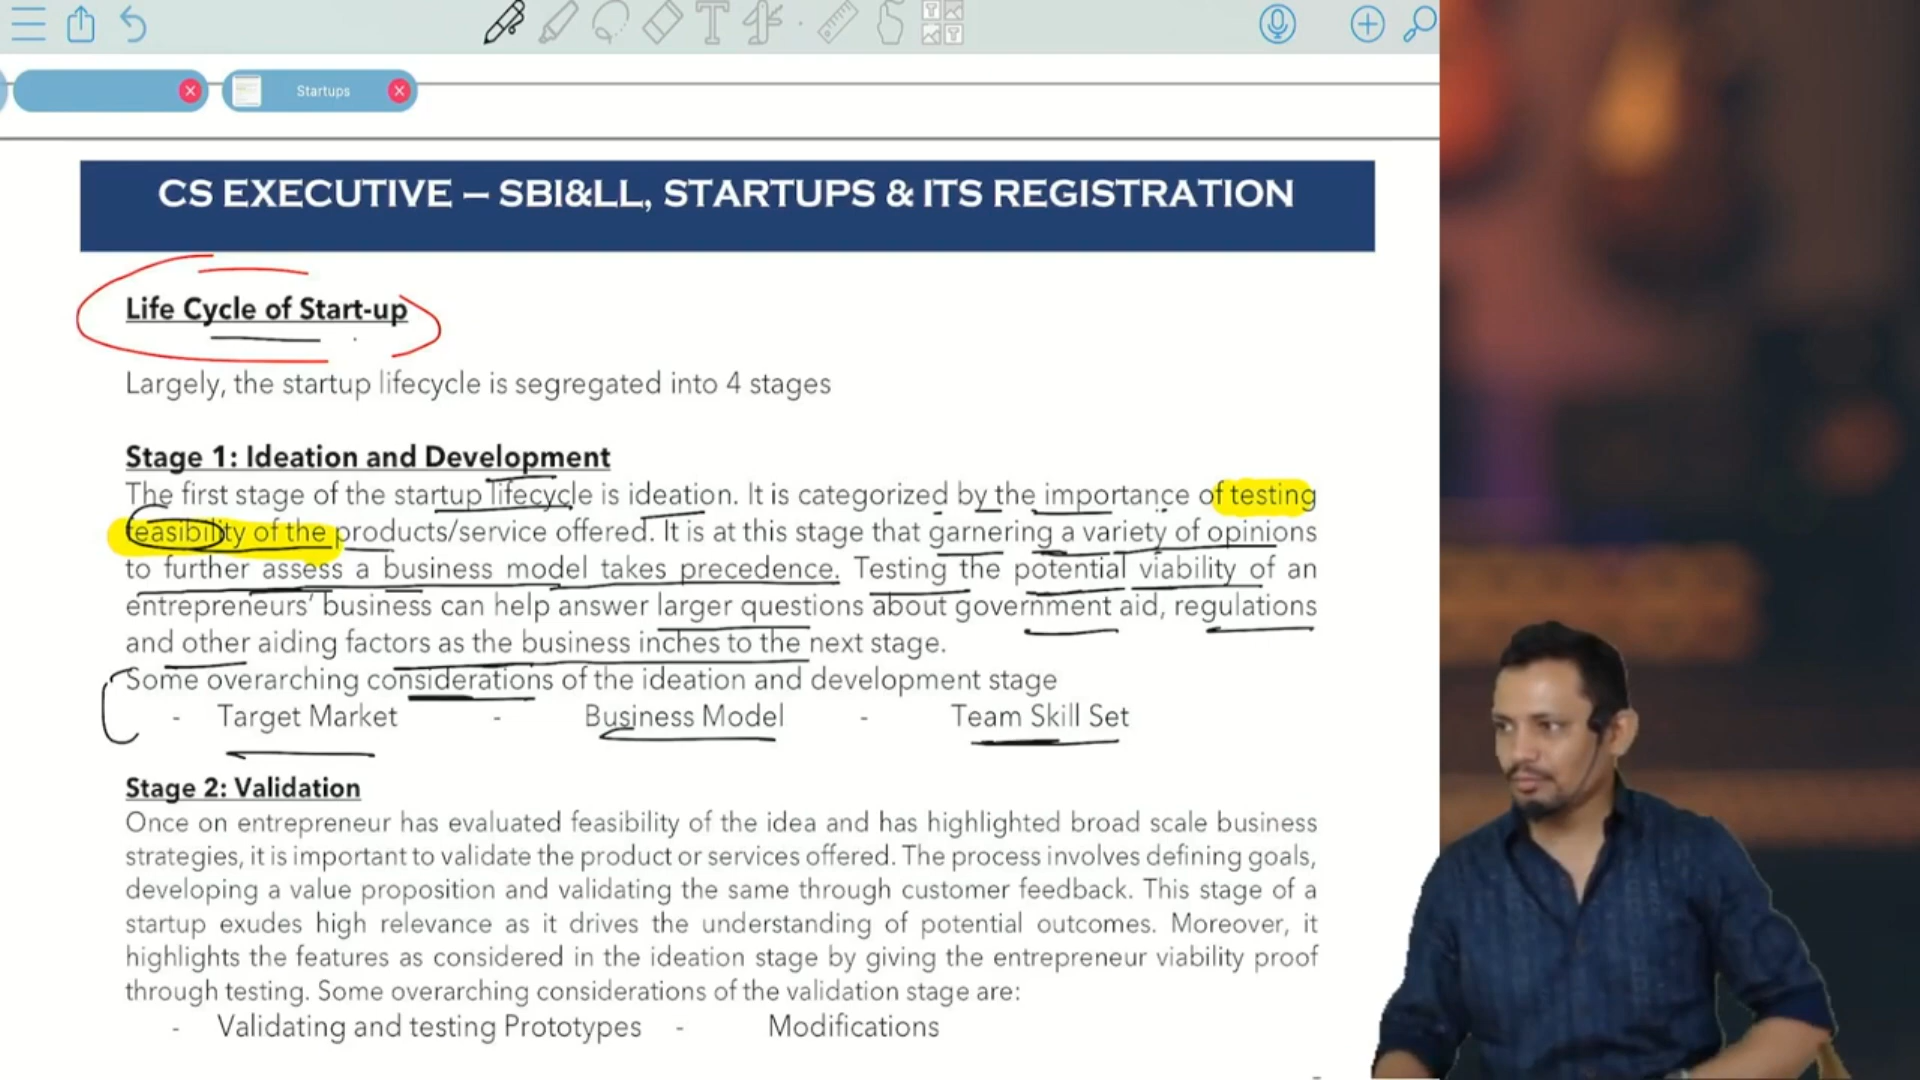 Startups
CS EXECUTIVE – SBI&LL, STARTUPS & ITS REGISTRATION
Life Cycle of Start-up
Largely, the startup lifecycle is segregated into 4 stages
Stage 1: Ideation and Development
The first stage of the startup lifecycle is ideation. It is categorized by the importance of testing
feasibility of the products/service offered. It is at this stage that garnering a variety of opinions
to further assess a business model takes precedence. Testing the potential viability of an
entrepreneurs’ business can help answer larger questions about government aid, regulations
and other aiding factors as the business inches to the next stage.
Some overarching considerations of the ideation and development stage
- Target Market - Business Model - Team Skill Set
Stage 2: Validation
Once on entrepreneur has evaluated feasibility of the idea and has highlighted broad scale business
strategies, it is important to validate the product or services offered. The process involves defining goals,
developing a value proposition and validating the same through customer feedback. This stage of a
startup exudes high relevance as it drives the understanding of potential outcomes. Moreover, it
highlights the features as considered in the ideation stage by giving the entrepreneur viability proof
through testing. Some overarching considerations of the validation stage are:
- Validating and testing Prototypes - Modifications